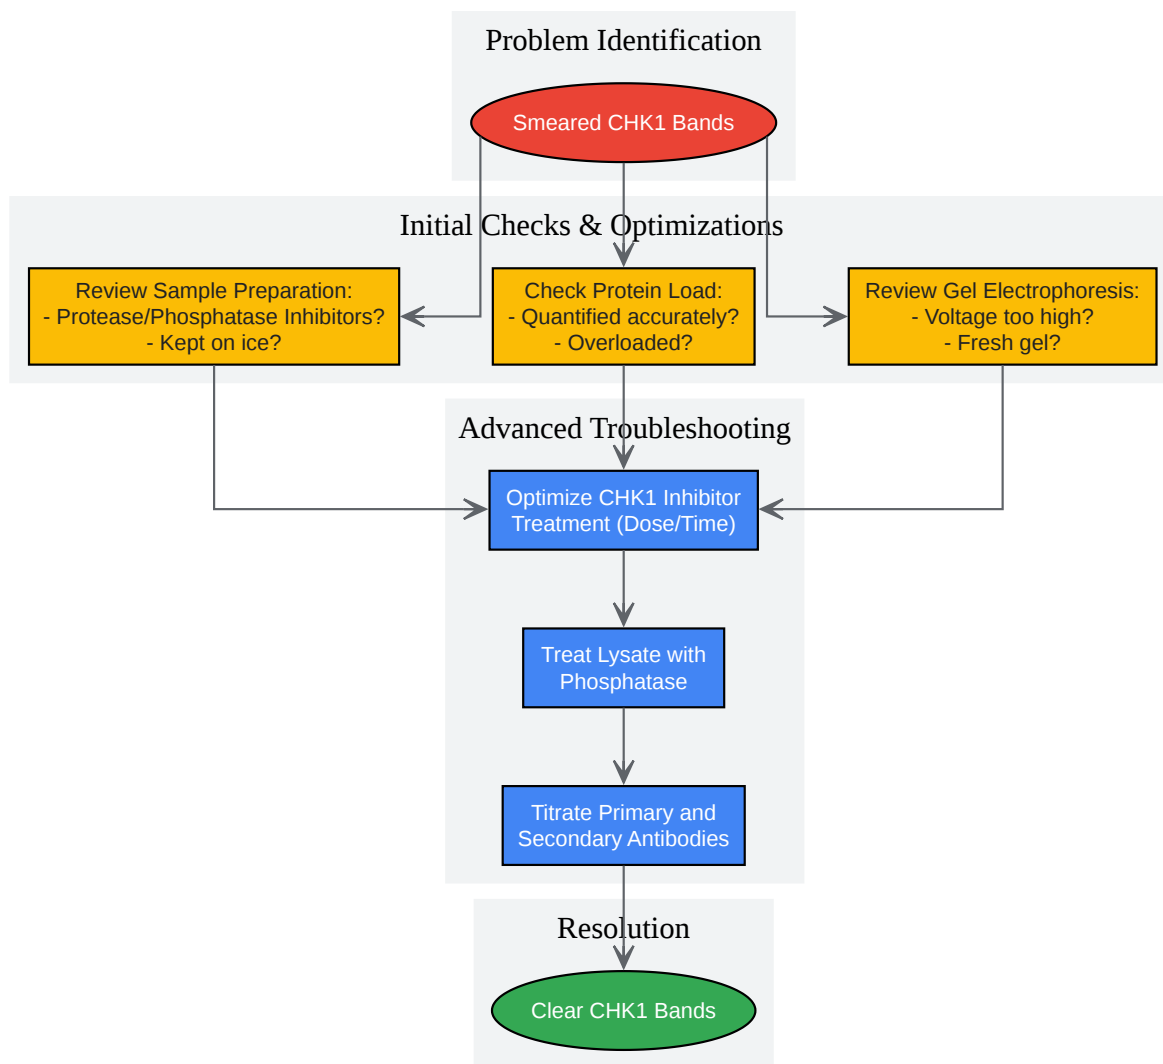 Problem Identification
Smeared CHK1 Bands
Initial Checks & Optimizations
Review Sample Preparation:
- Protease/Phosphatase Inhibitors?
- Kept on ice?
Check Protein Load:
- Quantified accurately?
- Overloaded?
Review Gel Electrophoresis:
- Voltage too high?
- Fresh gel?
Advanced Troubleshooting
Optimize CHK1 Inhibitor
Treatment (Dose/Time)
Treat Lysate with
Phosphatase
Titrate Primary and
Secondary Antibodies
Resolution
Clear CHK1 Bands